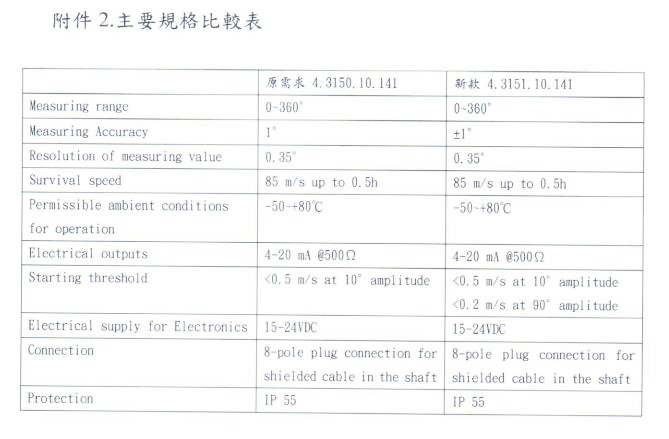 附件 2.主要規格比較表
原需求 4.3150.10.141 新款 4.3151.10.141
Measuring range 0~360° 0~360°
Measuring Accuracy 1° ±1°
Resolution of measuring value 0.35° 0.35°
Survival speed 85 m/s up to 0.5h 85 m/s up to 0.5h
Permissible ambient conditions -50~+80℃ -50~+80℃
for operation
Electrical outputs 4-20 mA @500Ω 4-20 mA @500Ω
Starting threshold <0.5 m/s at 10° amplitude <0.5 m/s at 10° amplitude
<0.2 m/s at 90° amplitude
Electrical supply for Electronics 15-24VDC 15-24VDC
Connection 8-pole plug connection for 8-pole plug connection for
shielded cable in the shaft shielded cable in the shaft
Protection IP 55 IP 55